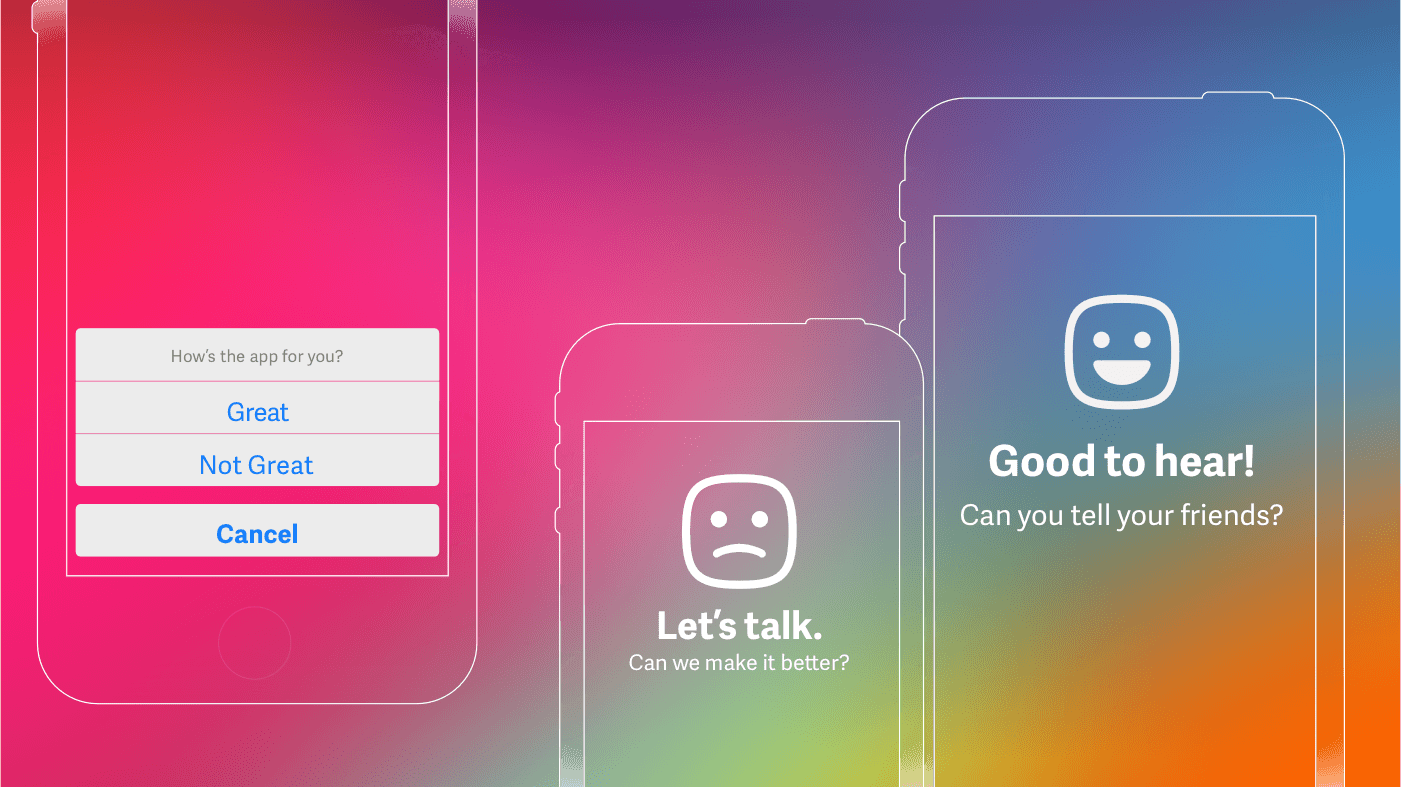 How’s the app for you?
Great
Not Great
Cancel
Let’s talk.
Can we make it better?
Good to hear!
Can you tell your friends?